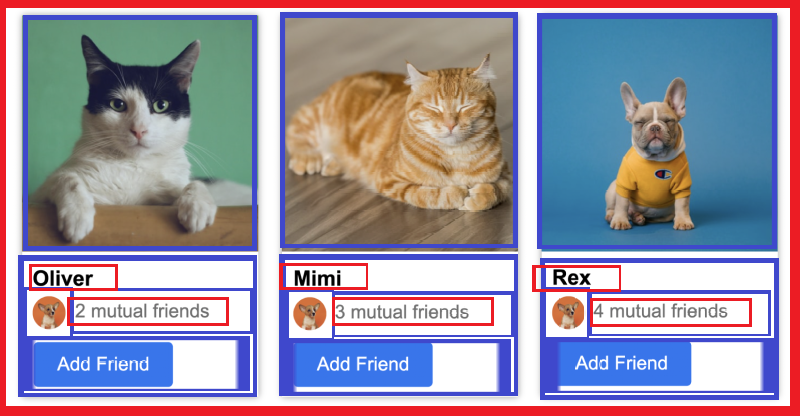 Oliver
2 mutual friends
Add Friend
Mimi
3 mutual friends
Add Friend
Rex
4 mutual friends
Add Friend